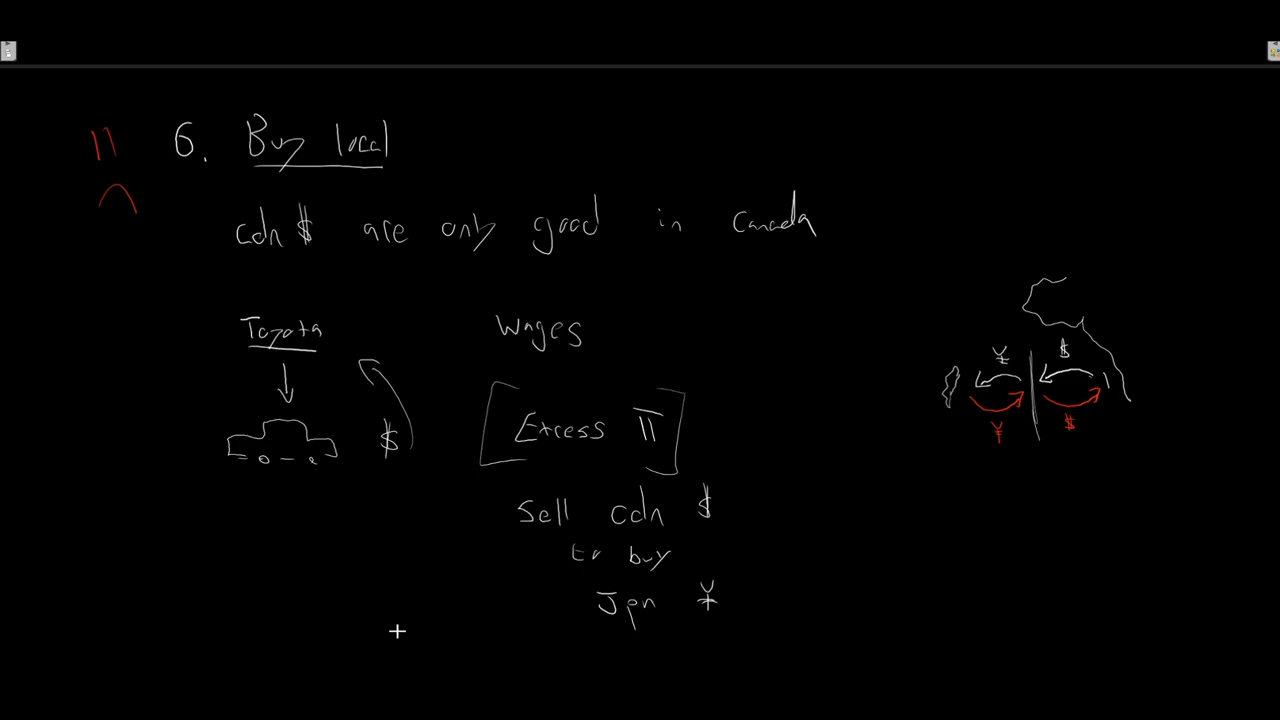 6. Buy local
cdn $ are only good in Canada
Toyota
$
Wages
Excess π
Sell cdn $
to buy
Jpn ¥
¥ $
¥ $